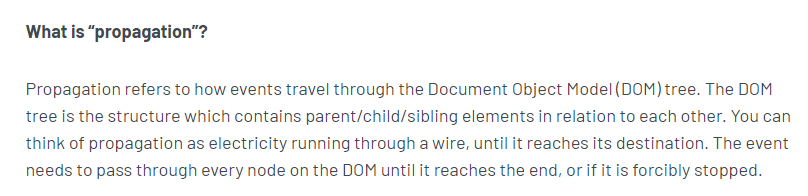 What is “propagation”?
Propagation refers to how events travel through the Document Object Model (DOM) tree. The DOM
tree is the structure which contains parent/child/sibling elements in relation to each other. You can
think of propagation as electricity running through a wire, until it reaches its destination. The event
needs to pass through every node on the DOM until it reaches the end, or if it is forcibly stopped.